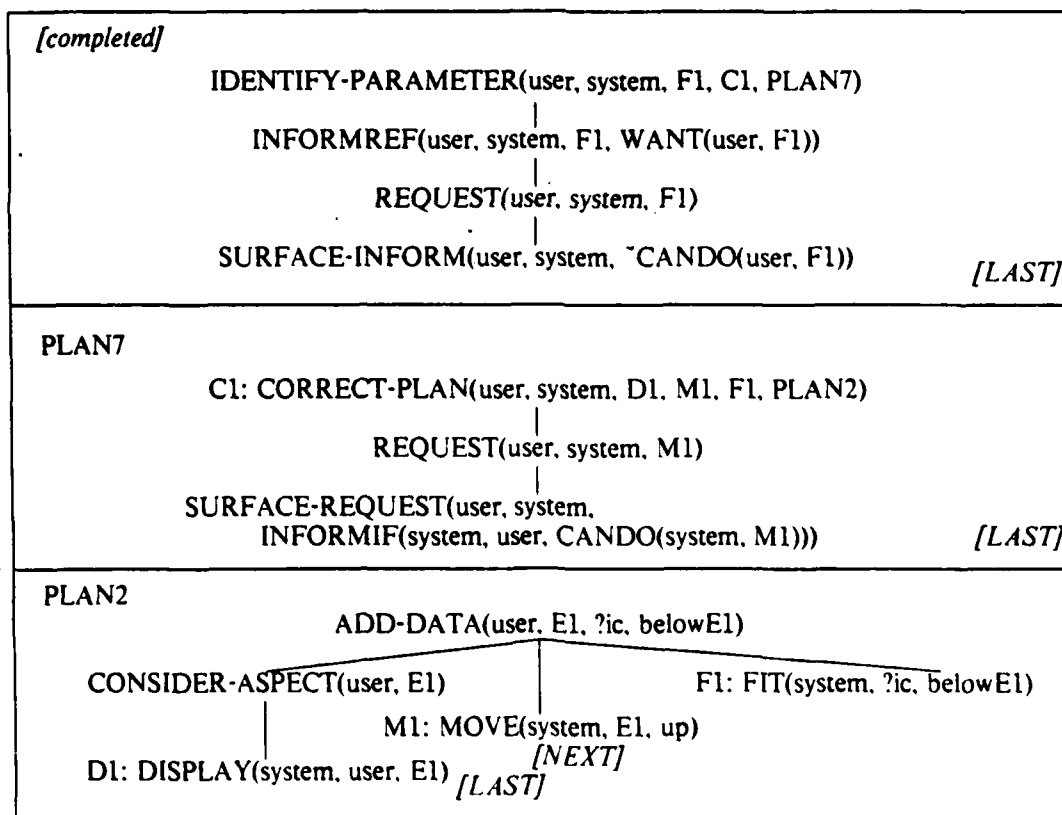 [completed]
IDENTIFY-PARAMETER(user, system, F1, C1, PLAN7)
INFORMREF(user, system, F1, WANT(user, F1))
REQUEST(user, system, F1)
SURFACE-INFORM(user, system, ~CANDO(user, F1))
[LAST]
PLAN7
C1: CORRECT-PLAN(user, system, D1, M1, F1, PLAN2)
REQUEST(user, system, M1)
SURFACE-REQUEST(user, system,
INFORMIF(system, user, CANDO(system, M1)))
[LAST]
PLAN2
ADD-DATA(user, E1, ?ic, belowE1)
CONSIDER-ASPECT(user, E1)
F1: FIT(system, ?ic, belowE1)
M1: MOVE(system, E1, up)
[NEXT]
D1: DISPLAY(system, user, E1)
[LAST]